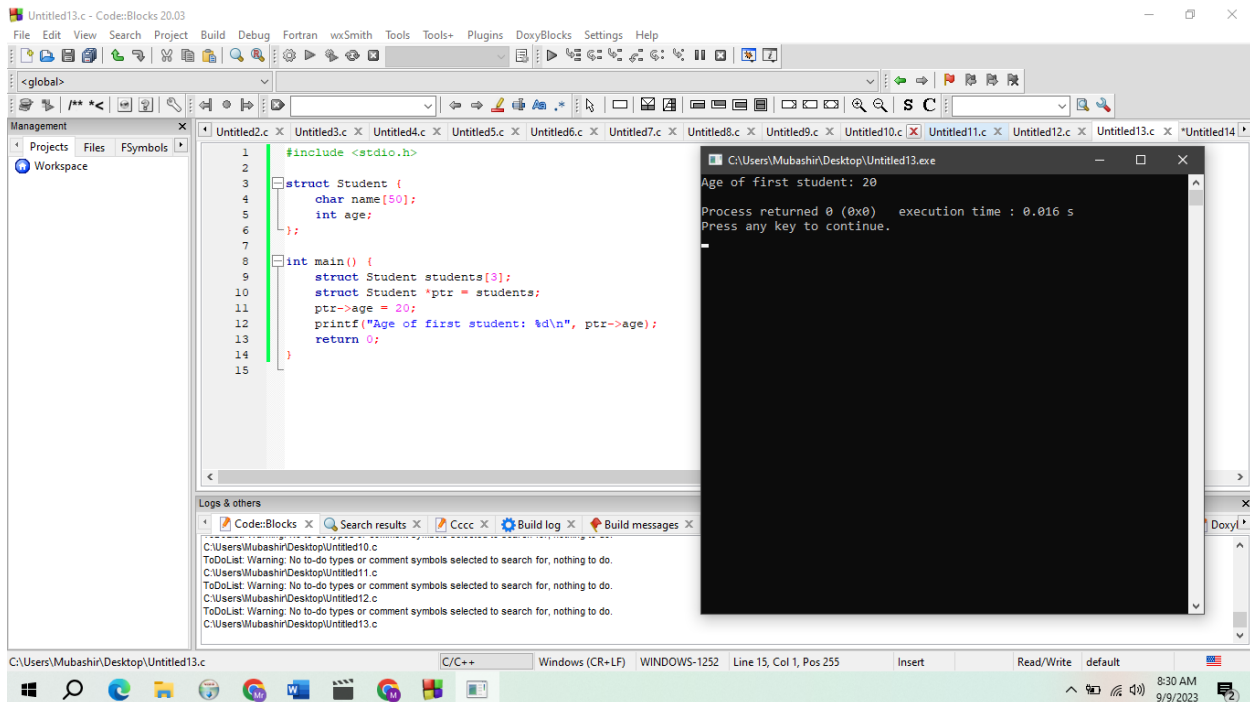 Untitled13.c - Code::Blocks 20.03
File Edit View Search Project Build Debug Fortran wxSmith Tools Tools+ Plugins DoxyBlocks Settings Help
<global>
/** *<
.*
S C
Management
Projects Files FSymbols
Workspace
Untitled2.c Untitled3.c Untitled4.c Untitled5.c Untitled6.c Untitled7.c Untitled8.c Untitled9.c Untitled10.c Untitled11.c Untitled12.c Untitled13.c *Untitled14
1 #include <stdio.h>
2
3 struct Student {
4 char name[50];
5 int age;
6 };
7
8 int main() {
9 struct Student students[3];
10 struct Student *ptr = students;
11 ptr->age = 20;
12 printf("Age of first student: %d\n", ptr->age);
13 return 0;
14 }
15
C:\Users\Mubashir\Desktop\Untitled13.exe
Age of first student: 20
Process returned 0 (0x0) execution time : 0.016 s
Press any key to continue.
Logs & others
Code::Blocks Search results Cccc Build log Build messages Doxyl
C:\Users\Mubashir\Desktop\Untitled10.c
ToDoList: Warning: No to-do types or comment symbols selected to search for, nothing to do.
C:\Users\Mubashir\Desktop\Untitled11.c
ToDoList: Warning: No to-do types or comment symbols selected to search for, nothing to do.
C:\Users\Mubashir\Desktop\Untitled12.c
ToDoList: Warning: No to-do types or comment symbols selected to search for, nothing to do.
C:\Users\Mubashir\Desktop\Untitled13.c
C:\Users\Mubashir\Desktop\Untitled13.c C/C++ Windows (CR+LF) WINDOWS-1252 Line 15, Col 1, Pos 255 Insert Read/Write default
8:30 AM
9/9/2023